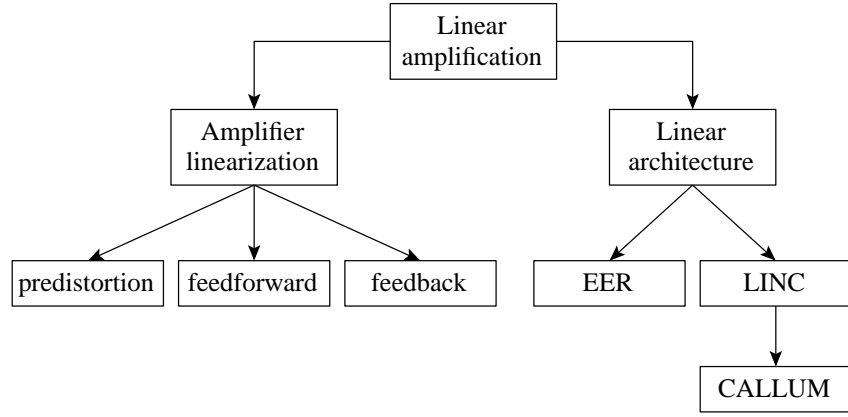 Linear
amplification
Amplifier
linearization
Linear
architecture
predistortion
feedforward
feedback
EER
LINC
CALLUM